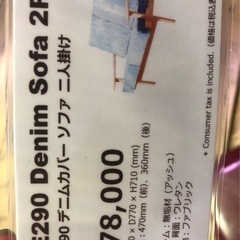 E290 Denim Sofa 2P
90 デニムカバー ソファ 二人掛け
78,000
* Consumer tax is included. (価格は税込
0 × D770 × H710 (mm)
: 470mm (前)、360mm (後)
ム：無垢材（アッシュ）
背面：ウレタン
：ファブリック